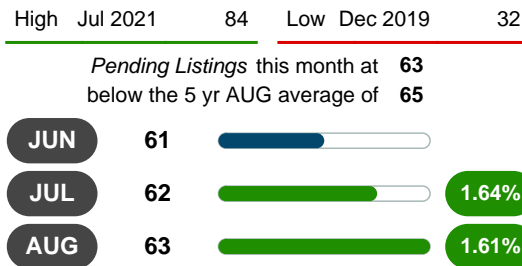 High Jul 2021 84 Low Dec 2019 32
Pending Listings this month at 63
below the 5 yr AUG average of 65
JUN 61
JUL 62 1.64%
AUG 63 1.61%